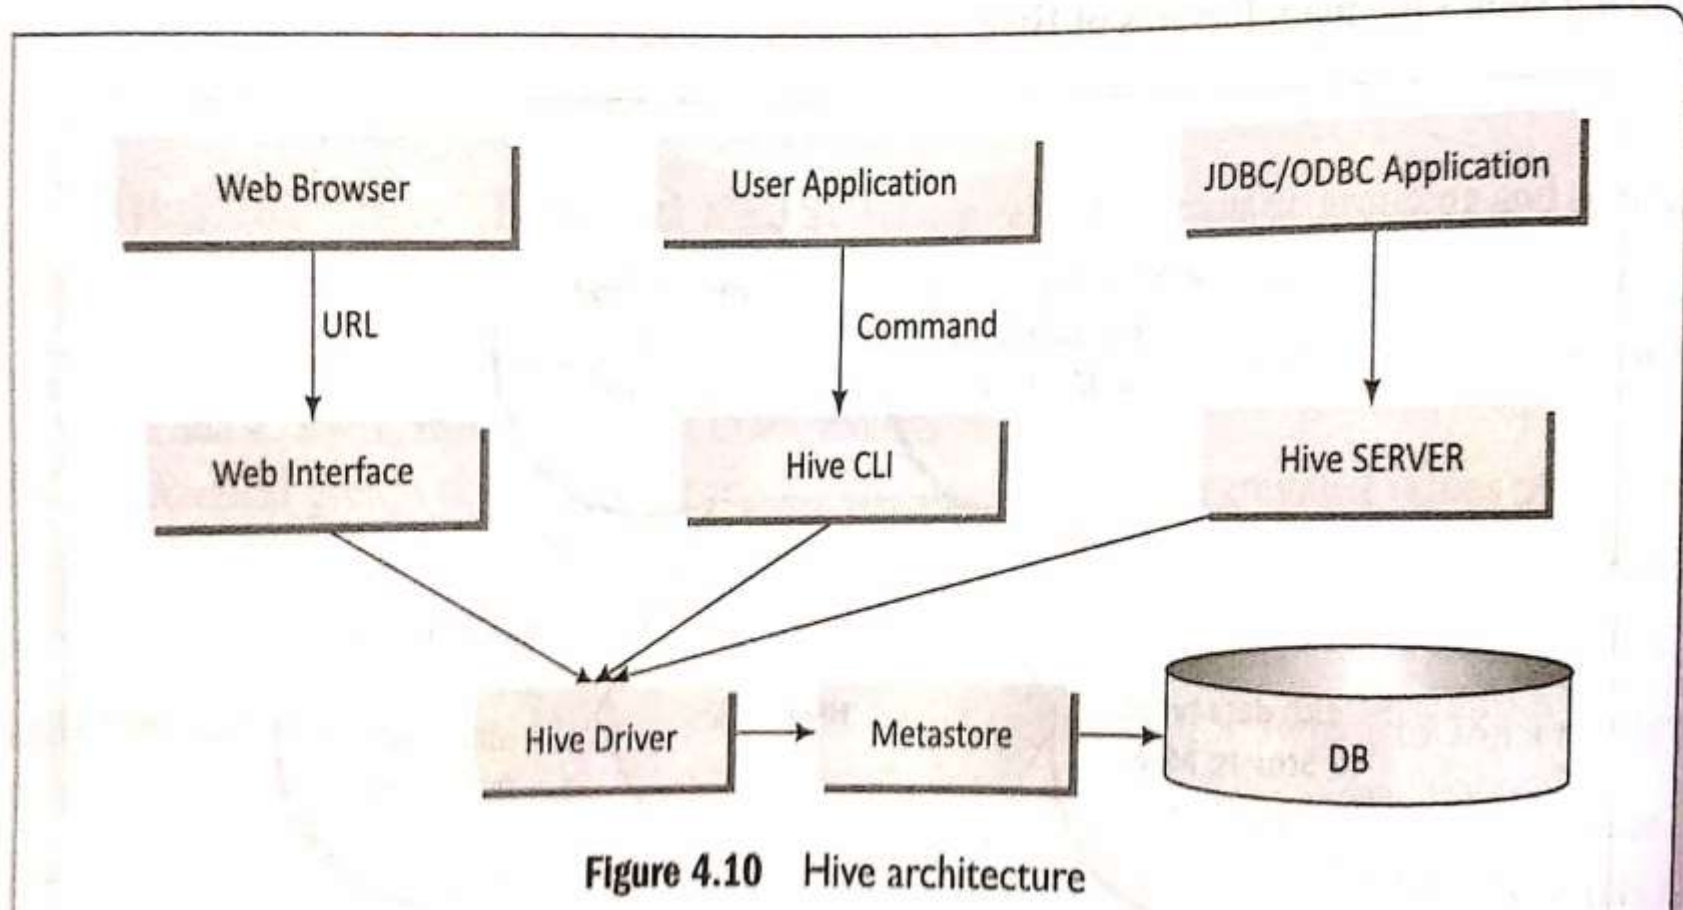 Web Browser
User Application
JDBC/ODBC Application
URL
Command
Web Interface
Hive CLI
Hive SERVER
Hive Driver
Metastore
DB
Figure 4.10 Hive architecture